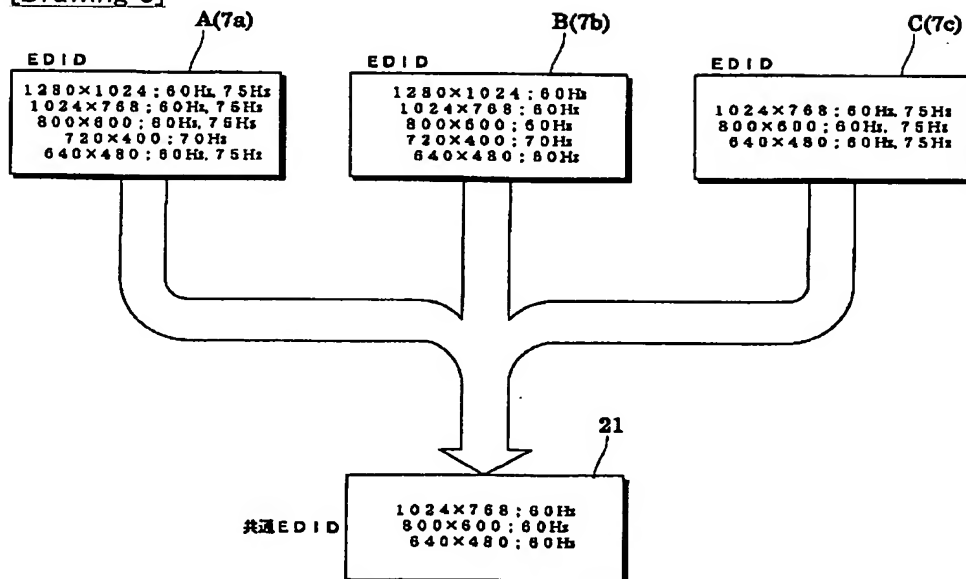 A(7a)
EDID
1280×1024 ; 60Hz, 75Hz
1024×768 ; 60Hz, 75Hz
800×600 ; 60Hz, 75Hz
720×400 ; 70Hz
640×480 ; 60Hz, 75Hz
B(7b)
EDID
1280×1024 ; 60Hz
1024×768 ; 60Hz
800×600 ; 60Hz
720×400 ; 70Hz
640×480 ; 60Hz
C(7c)
EDID
1024×768 ; 60Hz, 75Hz
800×600 ; 60Hz, 75Hz
640×480 ; 60Hz, 75Hz
21
共通EDID
1024×768 ; 60Hz
800×600 ; 60Hz
640×480 ; 60Hz